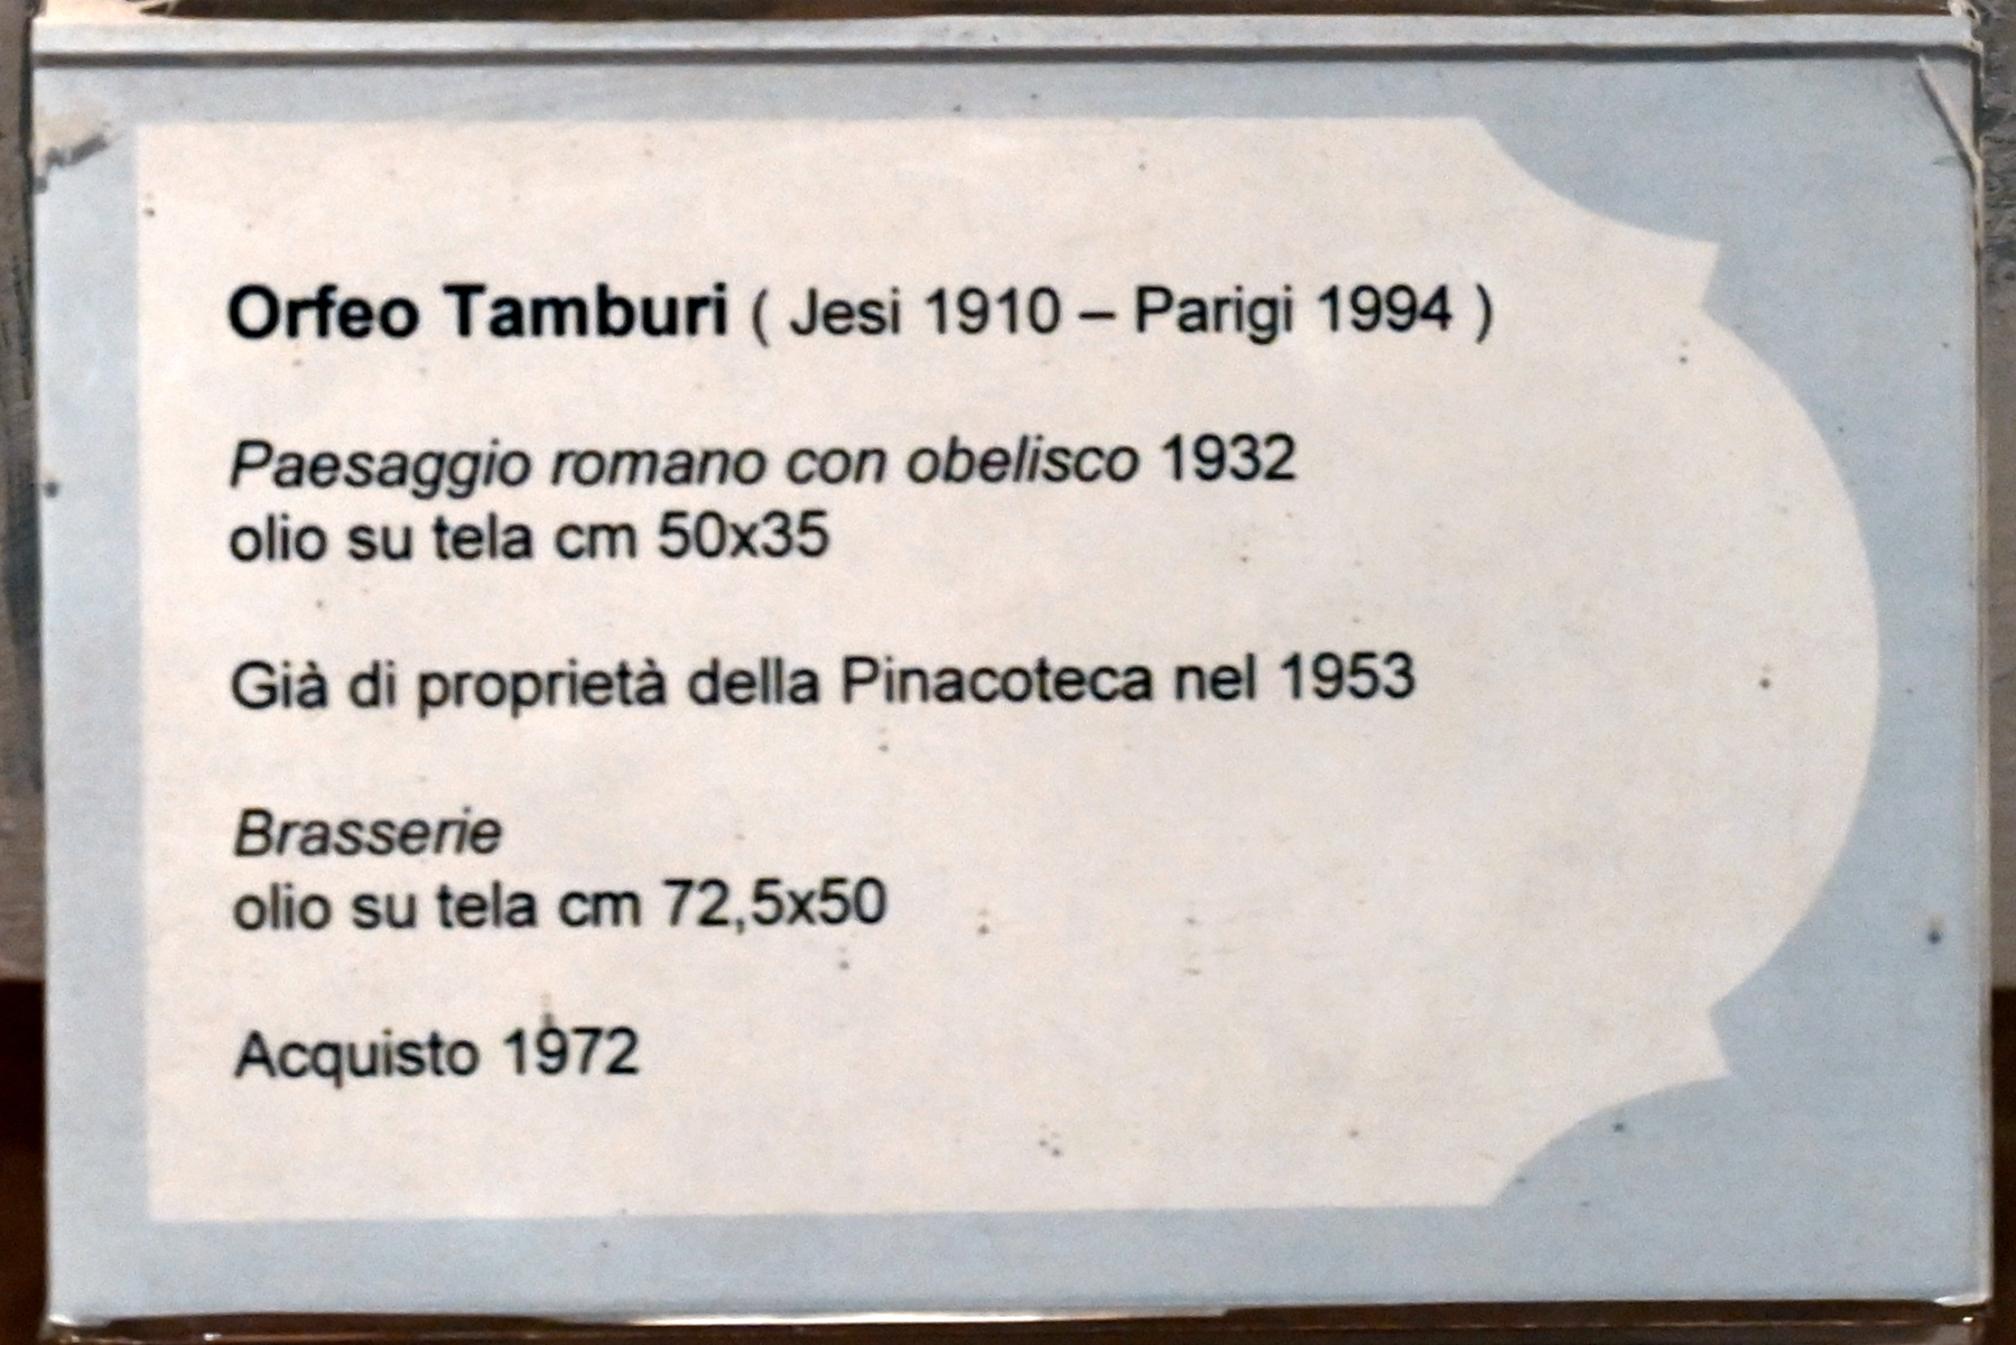 Orfeo Tamburi ( Jesi 1910 – Parigi 1994 )
Paesaggio romano con obelisco 1932
olio su tela cm 50x35
Già di proprietà della Pinacoteca nel 1953
Brasserie
olio su tela cm 72,5x50
Acquisto 1972